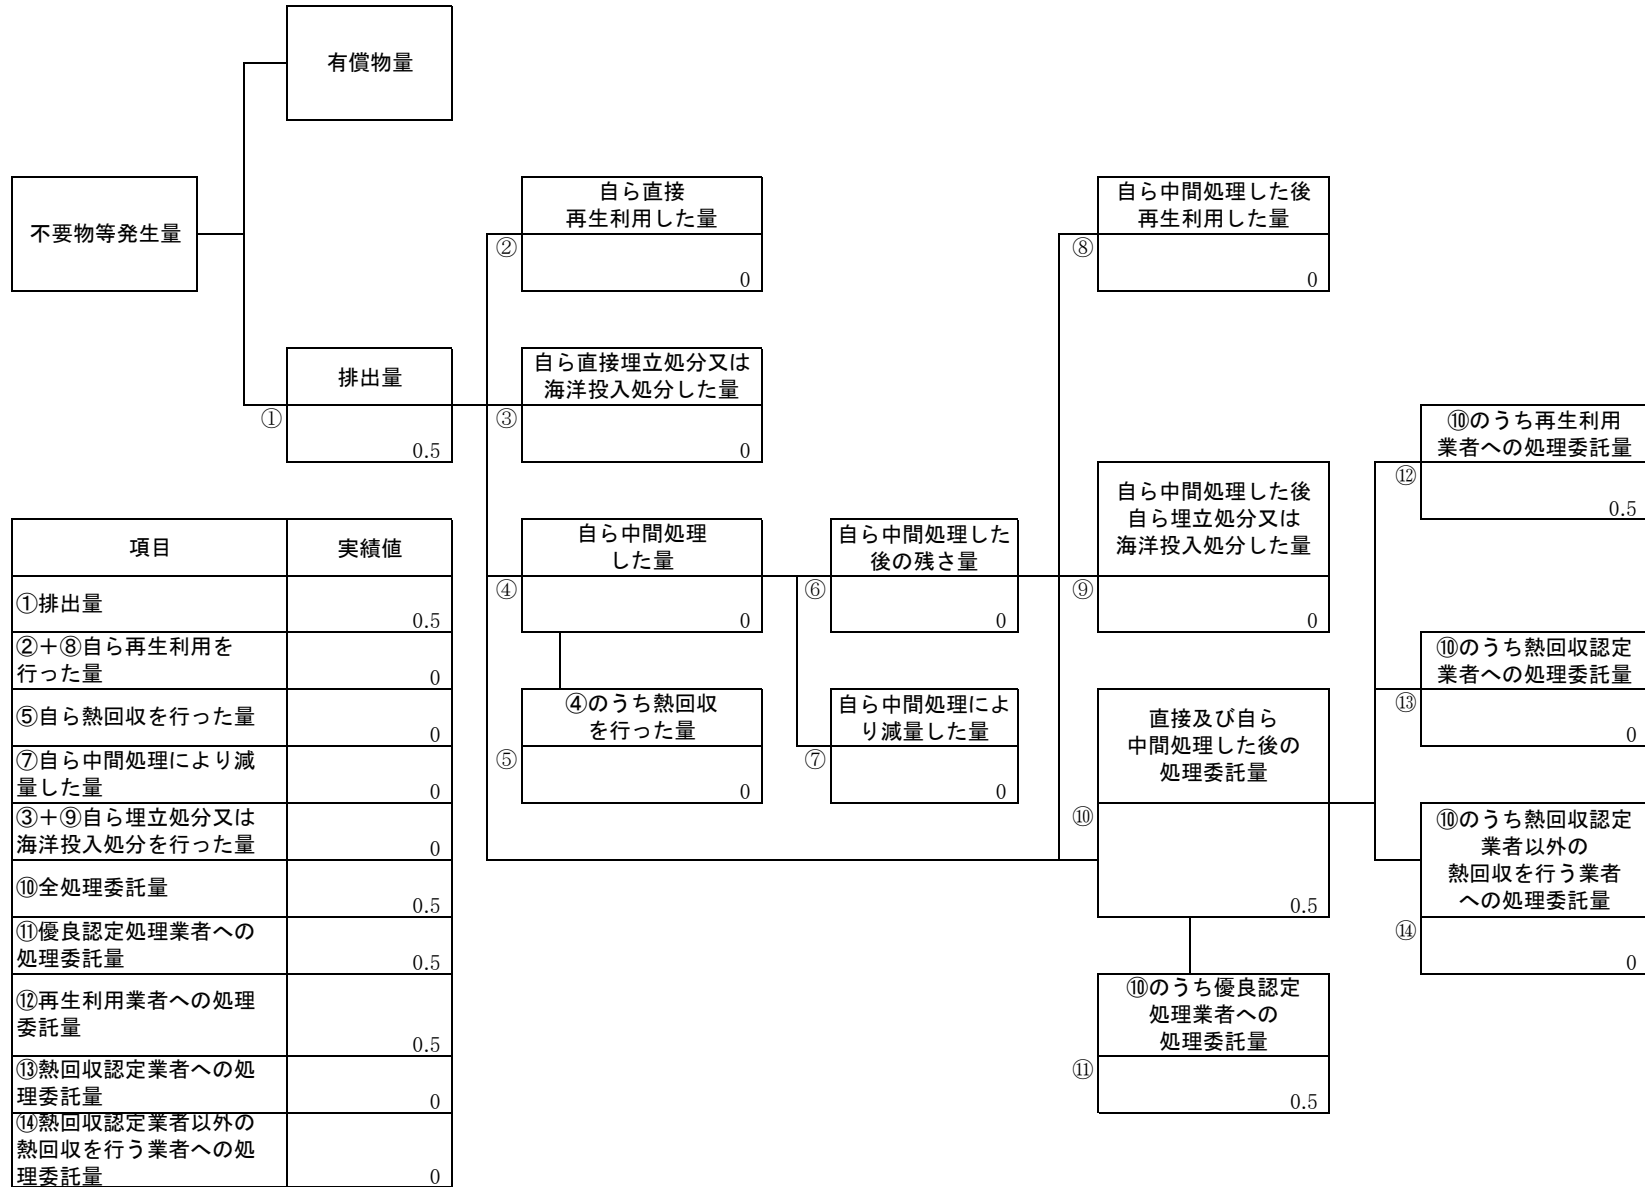 有償物量
不要物等発生量
自ら直接
再生利用した量
②
0
自ら中間処理した後
再生利用した量
⑧
0
排出量
①
0.5
自ら直接埋立処分又は
海洋投入処分した量
③
0
⑩のうち再生利用
業者への処理委託量
⑫
0.5
自ら中間処理
した量
④
0
自ら中間処理した
後の残さ量
⑥
0
自ら中間処理した後
自ら埋立処分又は
海洋投入処分した量
⑨
0
⑩のうち熱回収認定
業者への処理委託量
⑬
0
④のうち熱回収
を行った量
⑤
0
自ら中間処理によ
り減量した量
⑦
0
直接及び自ら
中間処理した後の
処理委託量
⑩
0.5
⑩のうち熱回収認定
業者以外の
熱回収を行う業者
への処理委託量
⑭
0
⑩のうち優良認定
処理業者への
処理委託量
⑪
0.5
項目 実績値
①排出量
0.5
②＋⑧自ら再生利用を
行った量
0
⑤自ら熱回収を行った量
0
⑦自ら中間処理により減
量した量
0
③＋⑨自ら埋立処分又は
海洋投入処分を行った量
0
⑩全処理委託量
0.5
⑪優良認定処理業者への
処理委託量
0.5
⑫再生利用業者への処理
委託量
0.5
⑬熱回収認定業者への処
理委託量
0
⑭熱回収認定業者以外の
熱回収を行う業者への処
理委託量
0